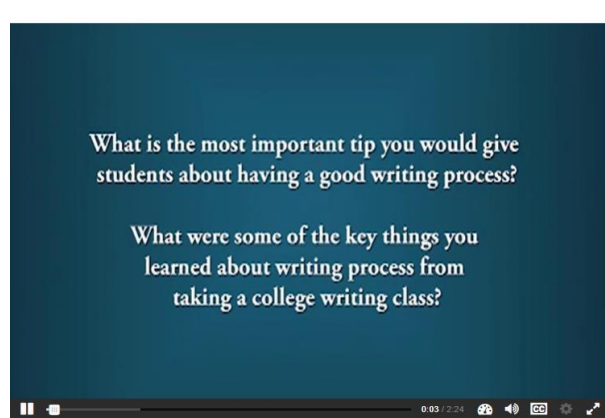 What is the most important tip you would give
students about having a good writing process?
What were some of the key things you
learned about writing process from
taking a college writing class?
0:03 / 2:24
CC